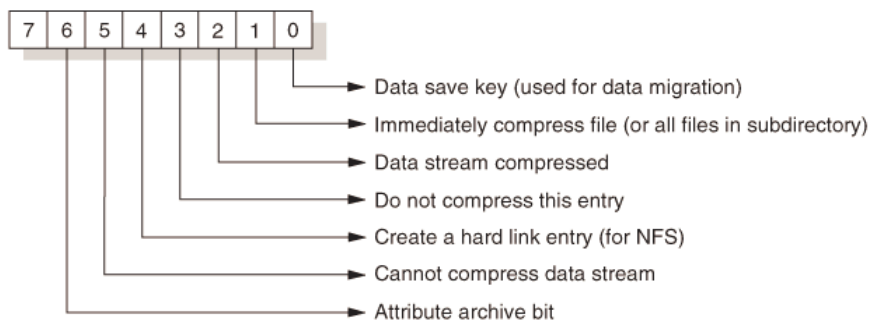 7 6 5 4 3 2 1 0
Data save key (used for data migration)
Immediately compress file (or all files in subdirectory)
Data stream compressed
Do not compress this entry
Create a hard link entry (for NFS)
Cannot compress data stream
Attribute archive bit